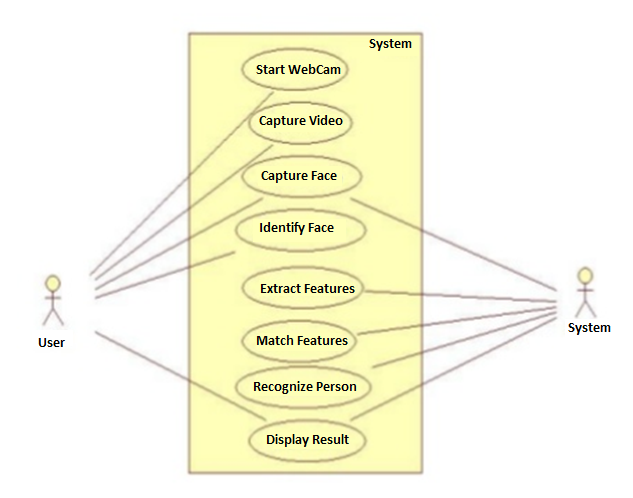 System
Start WebCam
Capture Video
Capture Face
Identify Face
Extract Features
Match Features
Recognize Person
Display Result
User
System